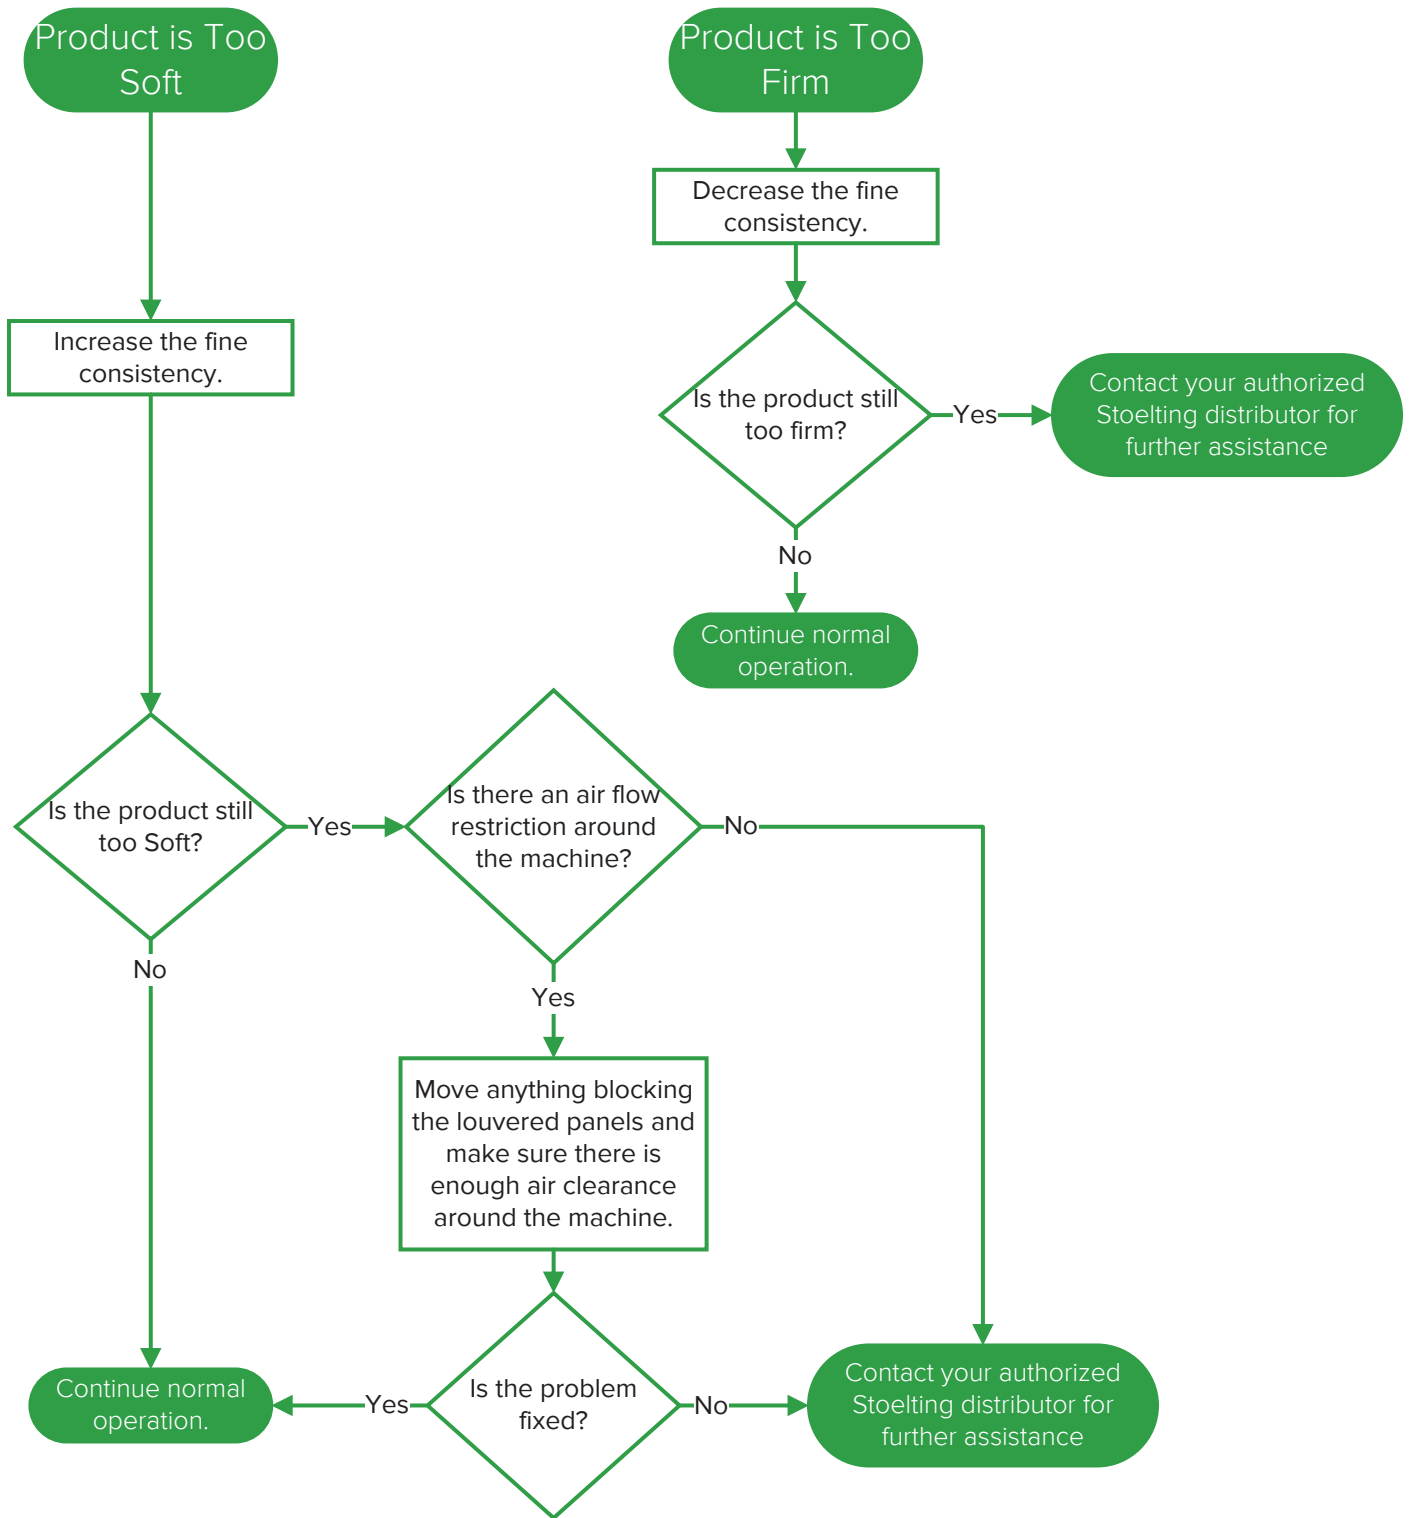 Product is Too
Soft
Increase the fine
consistency.
Is the product still
too Soft?
Yes
No
Is there an air flow
restriction around
the machine?
No
Yes
Move anything blocking
the louvered panels and
make sure there is
enough air clearance
around the machine.
Is the problem
fixed?
Yes
No
Continue normal
operation.
Contact your authorized
Stoelting distributor for
further assistance
Product is Too
Firm
Decrease the fine
consistency.
Is the product still
too firm?
Yes
Contact your authorized
Stoelting distributor for
further assistance
No
Continue normal
operation.